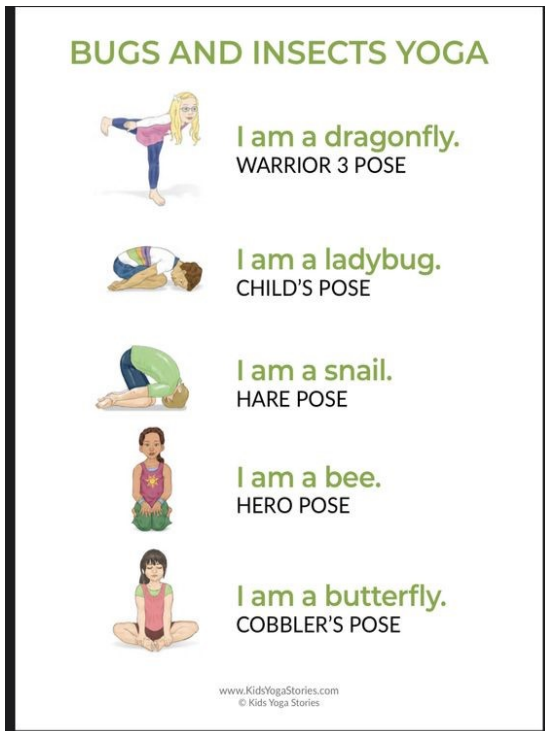 BUGS AND INSECTS YOGA
I am a dragonfly.
WARRIOR 3 POSE
I am a ladybug.
CHILD'S POSE
I am a snail.
HARE POSE
I am a bee.
HERO POSE
I am a butterfly.
COBBLER'S POSE
www.KidsYogaStories.com
© Kids Yoga Stories